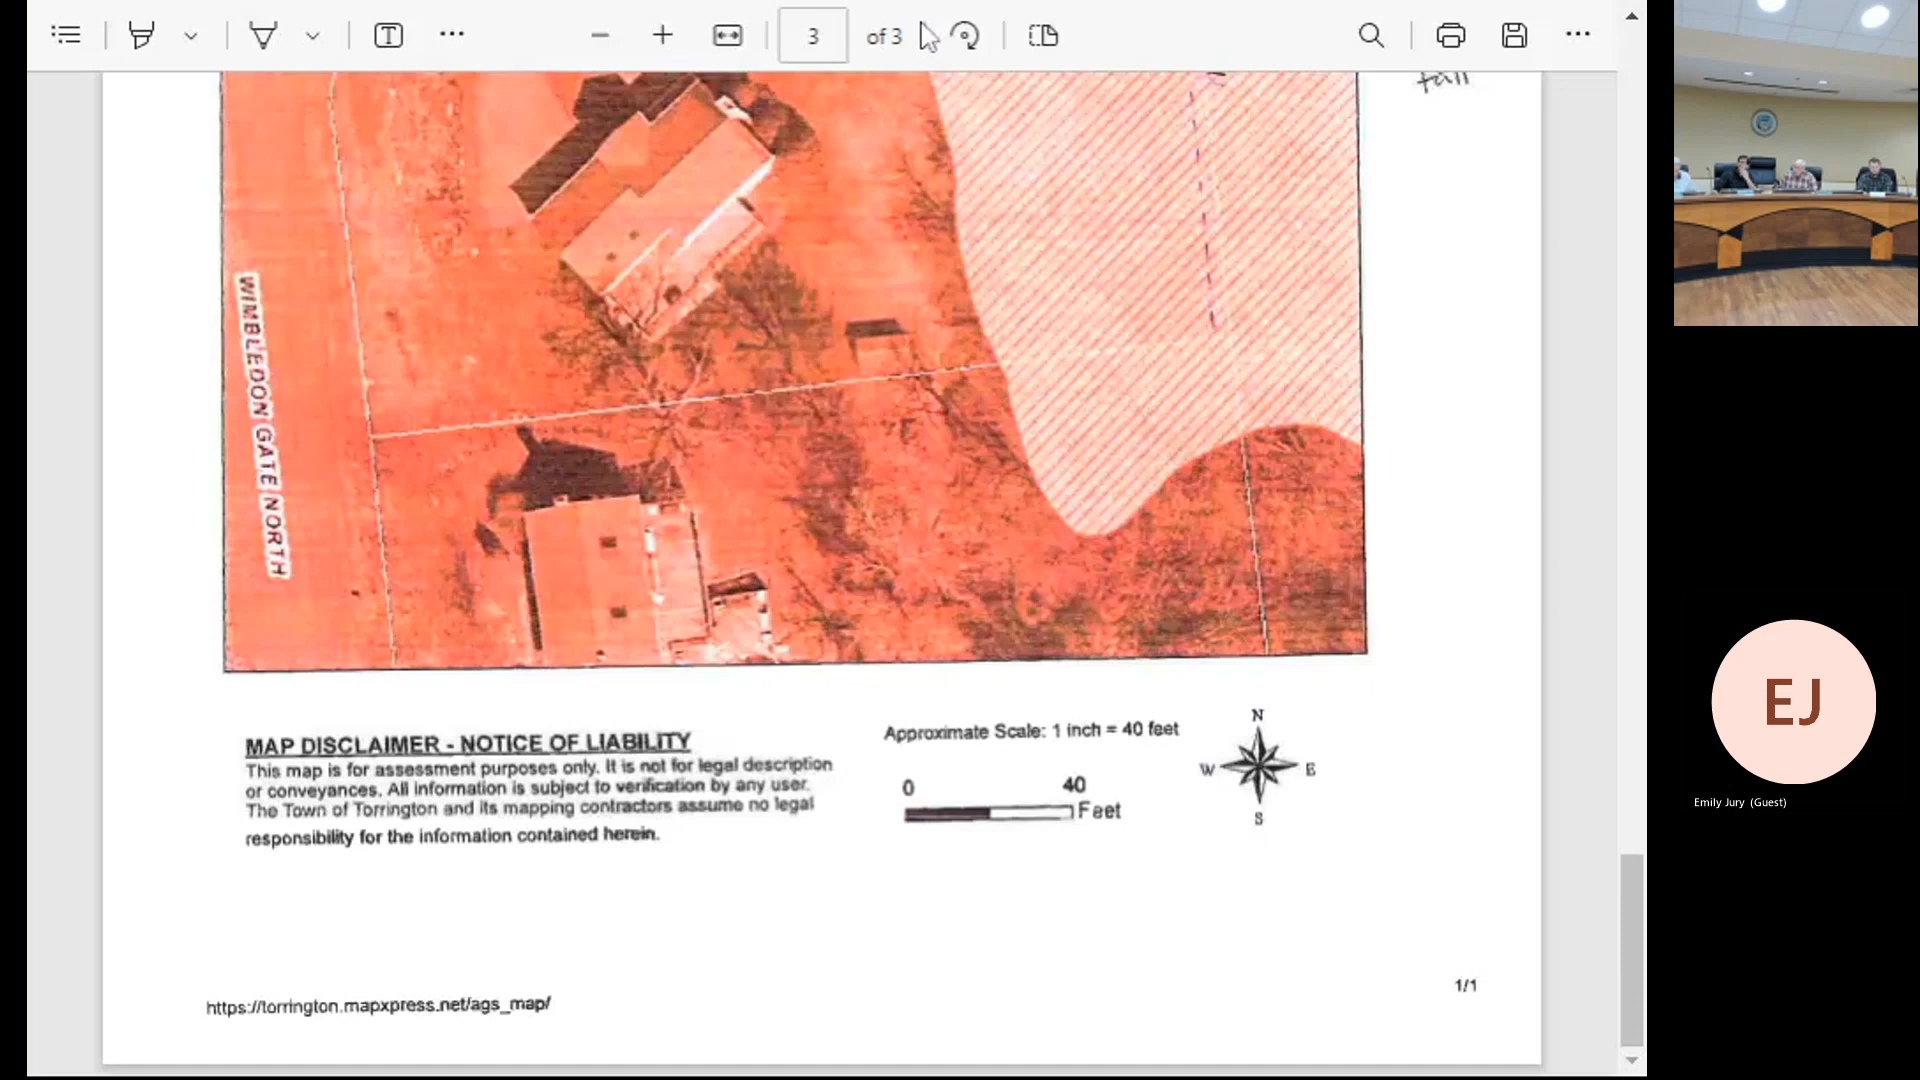 3
of 3
tall
WIMBLEDON GATE NORTH
MAP DISCLAIMER - NOTICE OF LIABILITY
This map is for assessment purposes only. It is not for legal description
or conveyances. All information is subject to verification by any user.
The Town of Torrington and its mapping contractors assume no legal
responsibility for the information contained herein.
Approximate Scale: 1 inch = 40 feet
0 40
Feet
N
W E
S
https://torrington.mapxpress.net/ags_map/
1/1
EJ
Emily Jury (Guest)